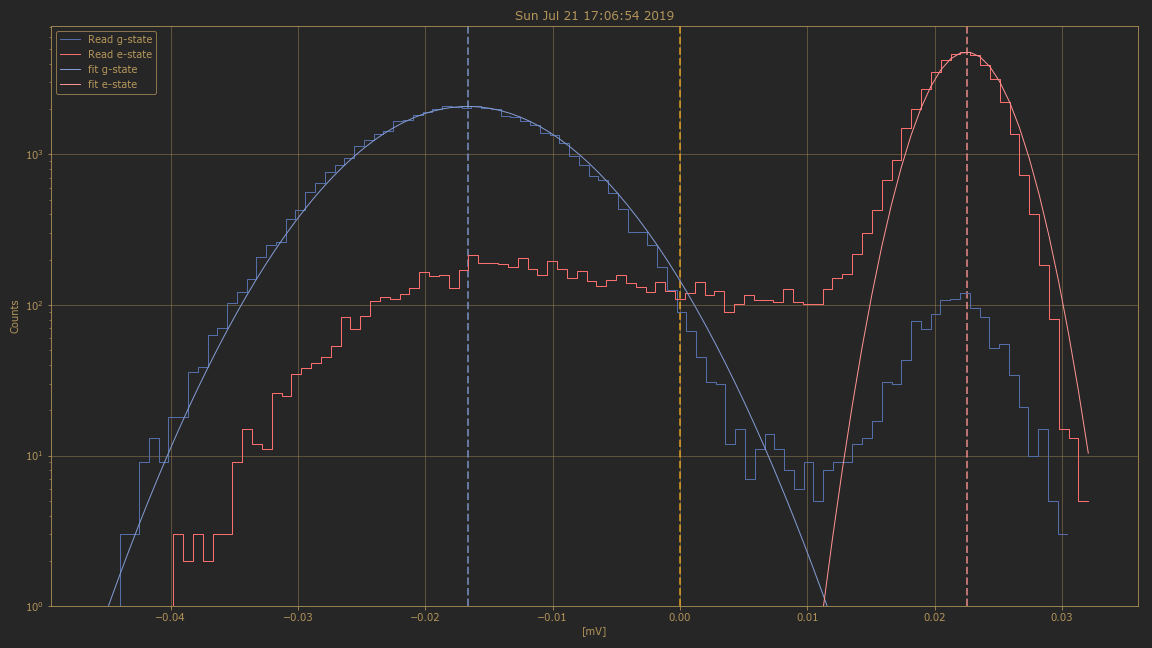 Sun Jul 21 17:06:54 2019
Read g-state
Read e-state
fit g-state
fit e-state
Counts
10³
10²
10¹
10⁰
−0.04 −0.03 −0.02 −0.01 0.00 0.01 0.02 0.03
[mV]